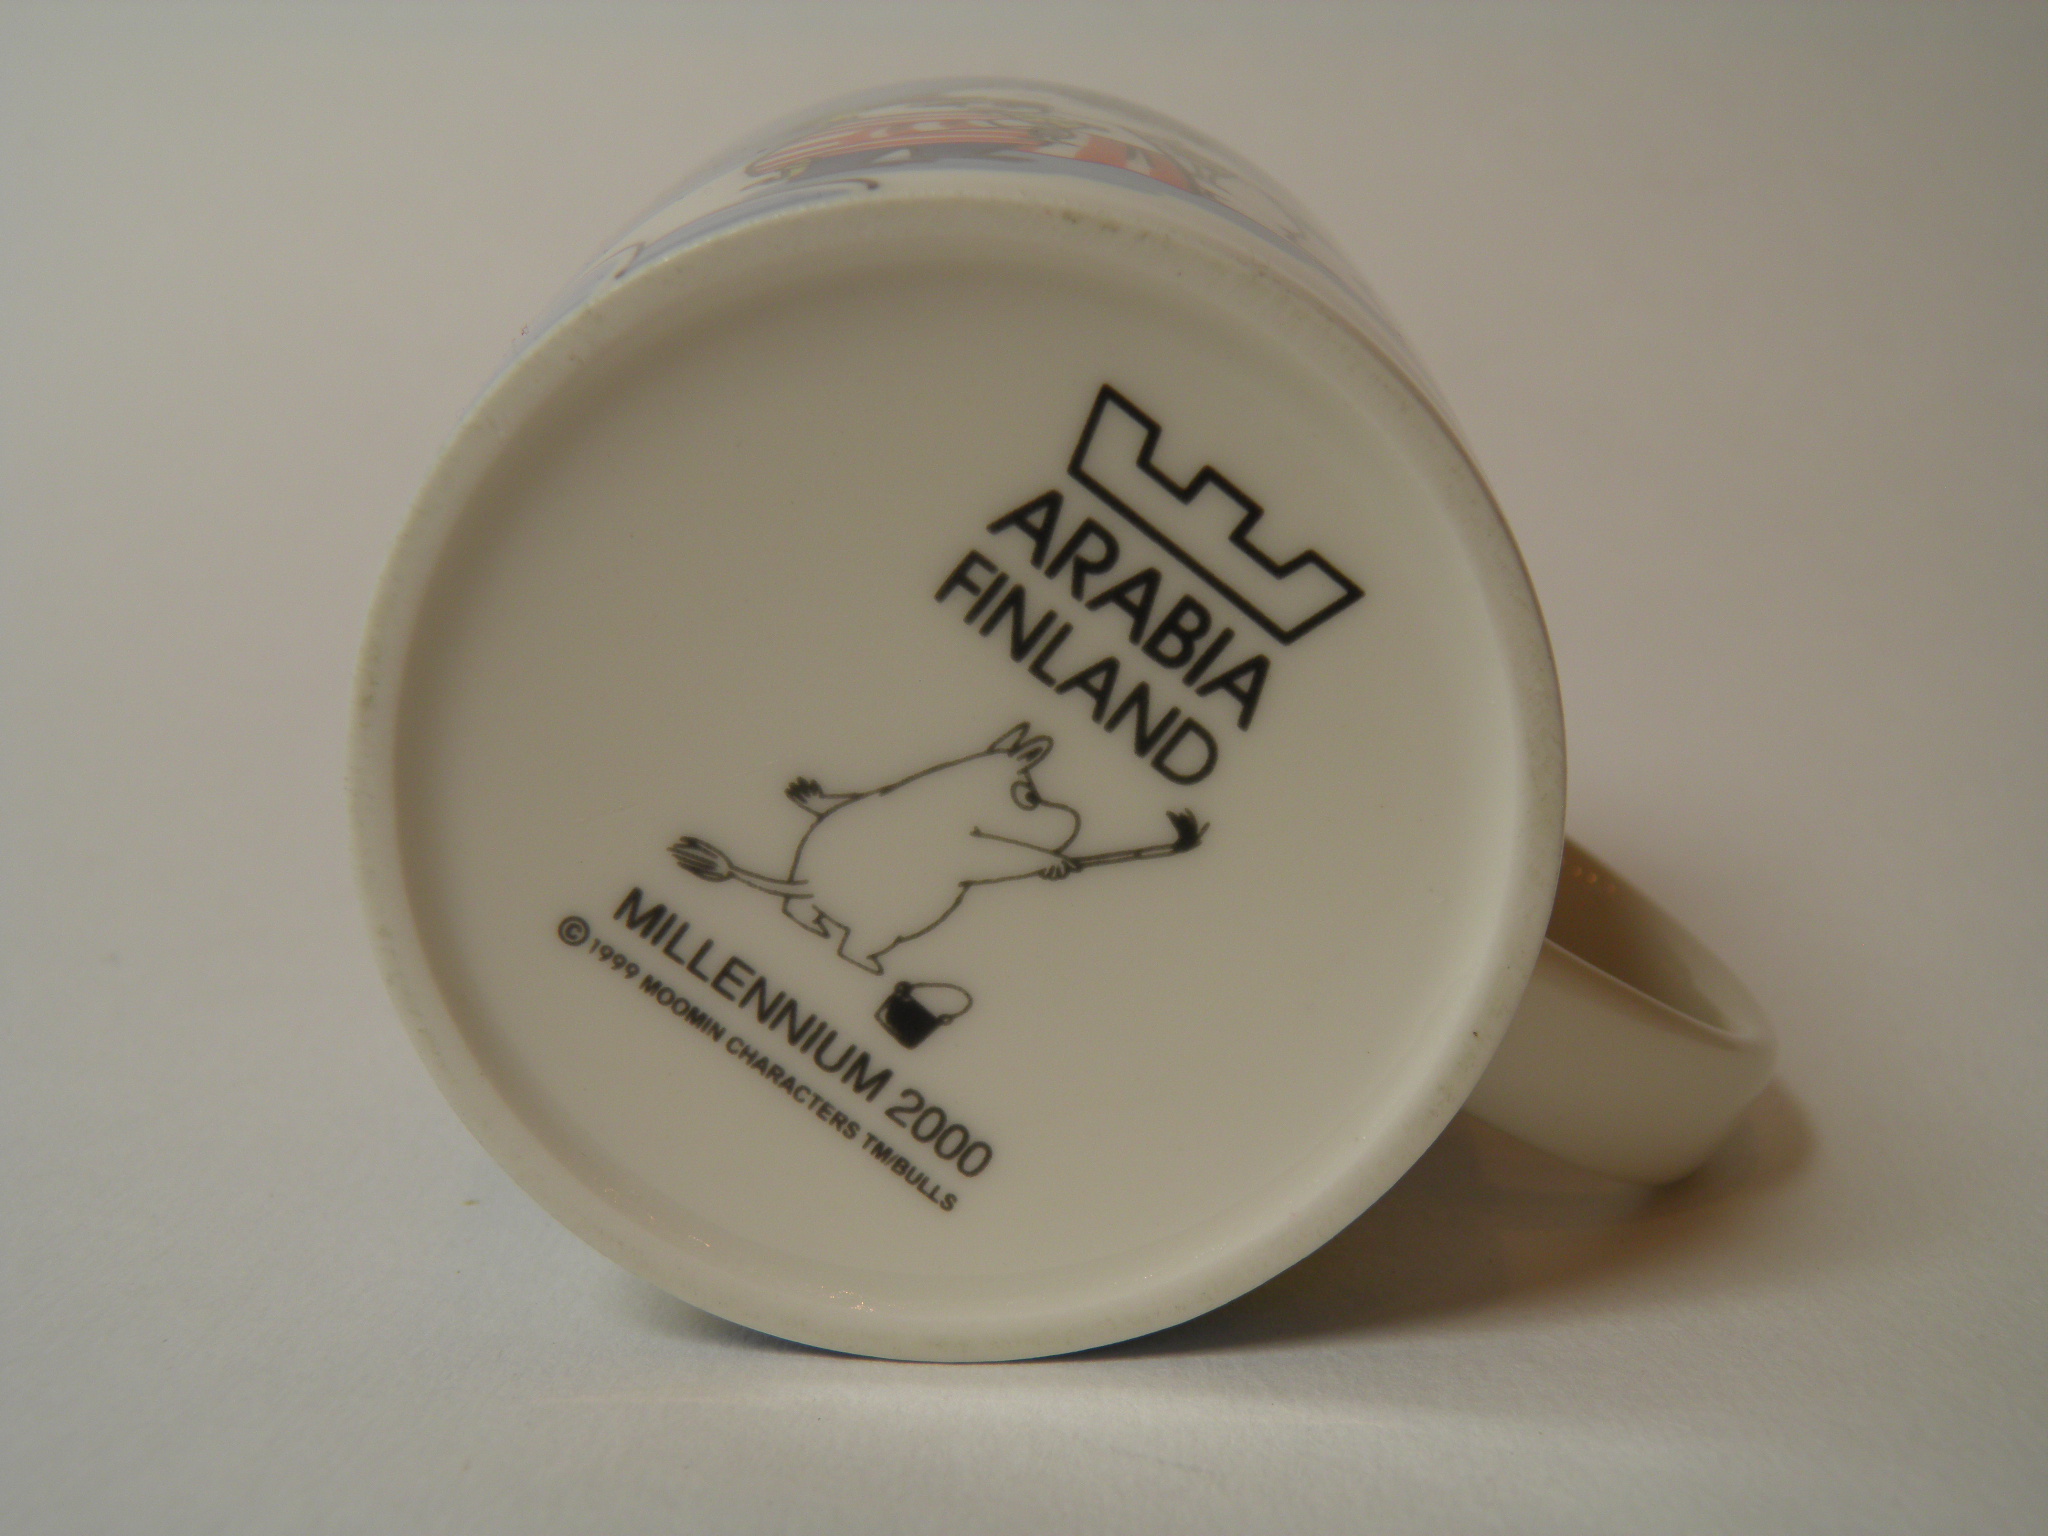 ARABIA
FINLAND
MILLENNIUM 2000
© 1999 MOOMIN CHARACTERS TM/BULLS